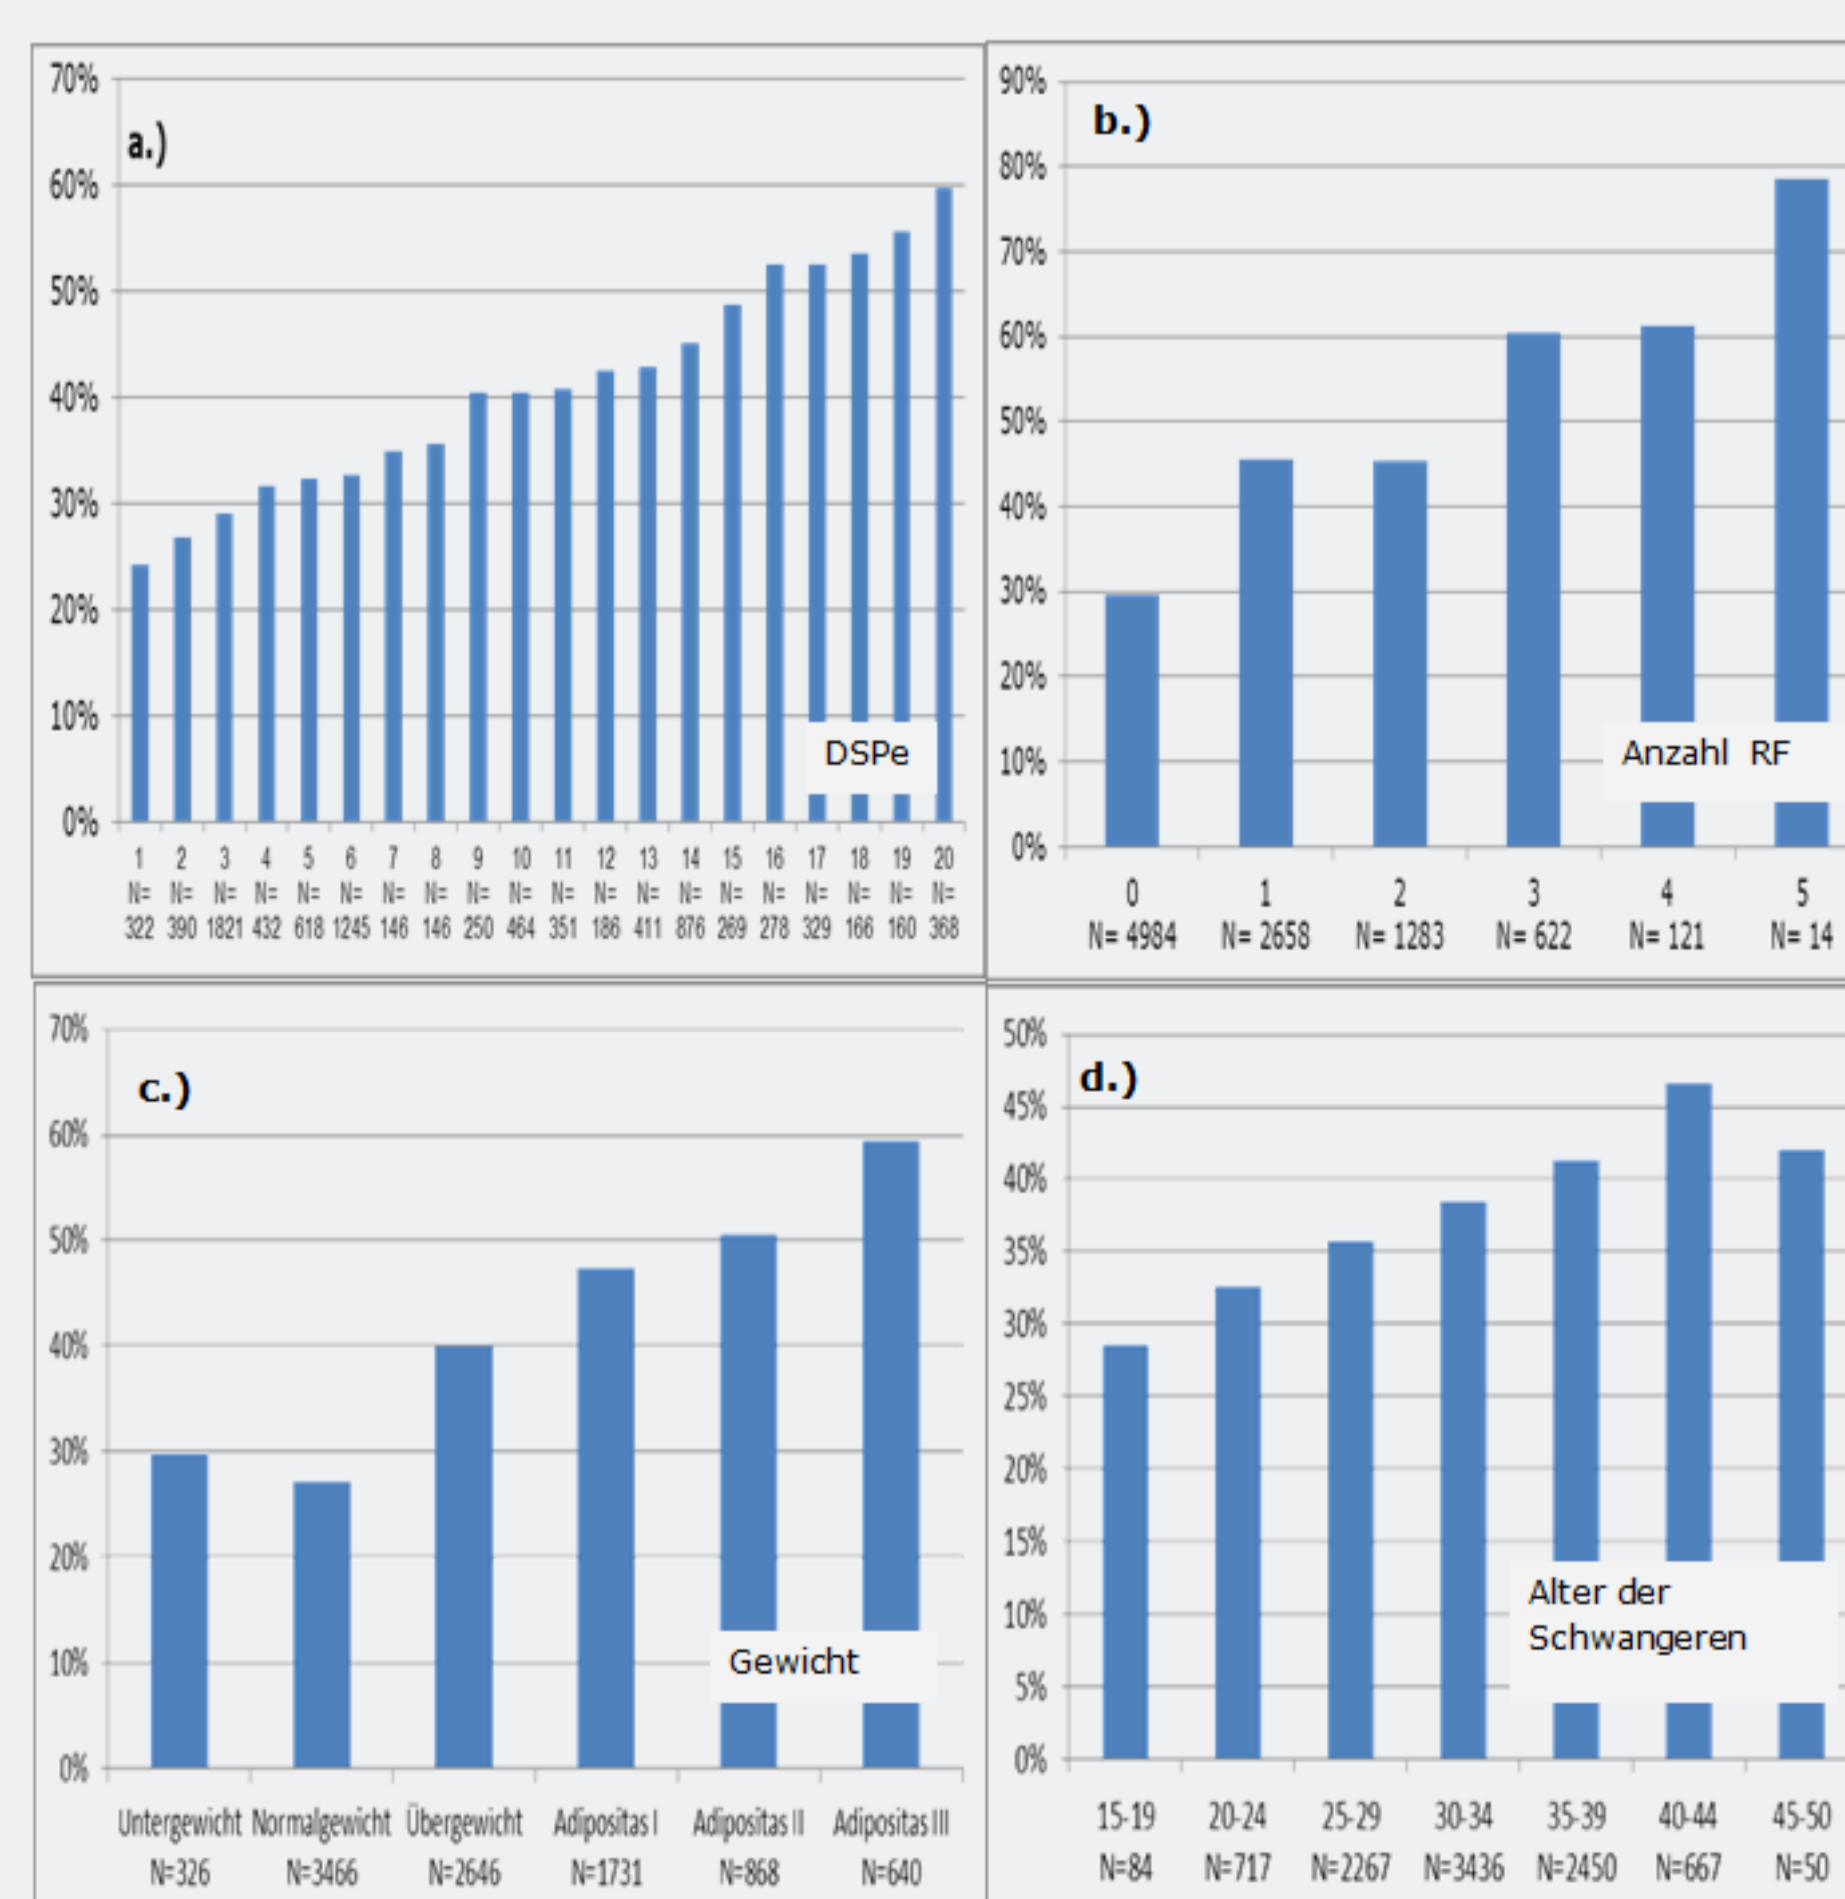 a.)
70%
60%
50%
40%
30%
20%
10%
0%
DSPe
1 2 3 4 5 6 7 8 9 10 11 12 13 14 15 16 17 18 19 20
N= N= N= N= N= N= N= N= N= N= N= N= N= N= N= N= N= N= N= N=
322 390 1821 432 618 1245 146 146 250 464 351 186 411 876 269 278 329 166 160 368
b.)
90%
80%
70%
60%
50%
40%
30%
20%
10%
0%
Anzahl RF
0 1 2 3 4 5
N= 4984 N= 2658 N= 1283 N= 622 N= 121 N= 14
c.)
70%
60%
50%
40%
30%
20%
10%
0%
Gewicht
Untergewicht Normalgewicht Übergewicht Adipositas I Adipositas II Adipositas III
N=326 N=3466 N=2646 N=1731 N=868 N=640
d.)
50%
45%
40%
35%
30%
25%
20%
15%
10%
5%
0%
Alter der
Schwangeren
15-19 20-24 25-29 30-34 35-39 40-44 45-50
N=84 N=717 N=2267 N=3436 N=2450 N=667 N=50